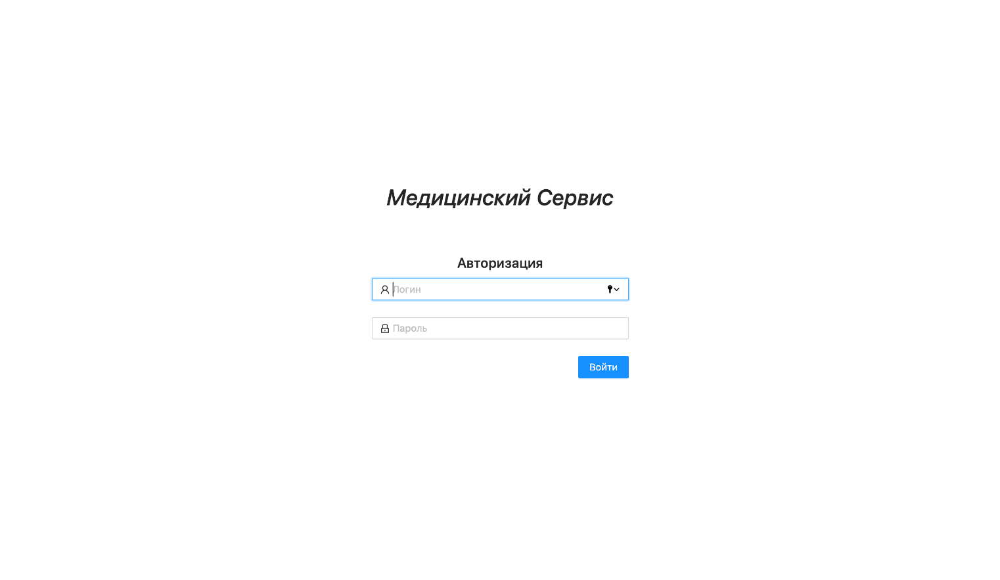 Медицинский Сервис
Авторизация
Логин
Пароль
Войти